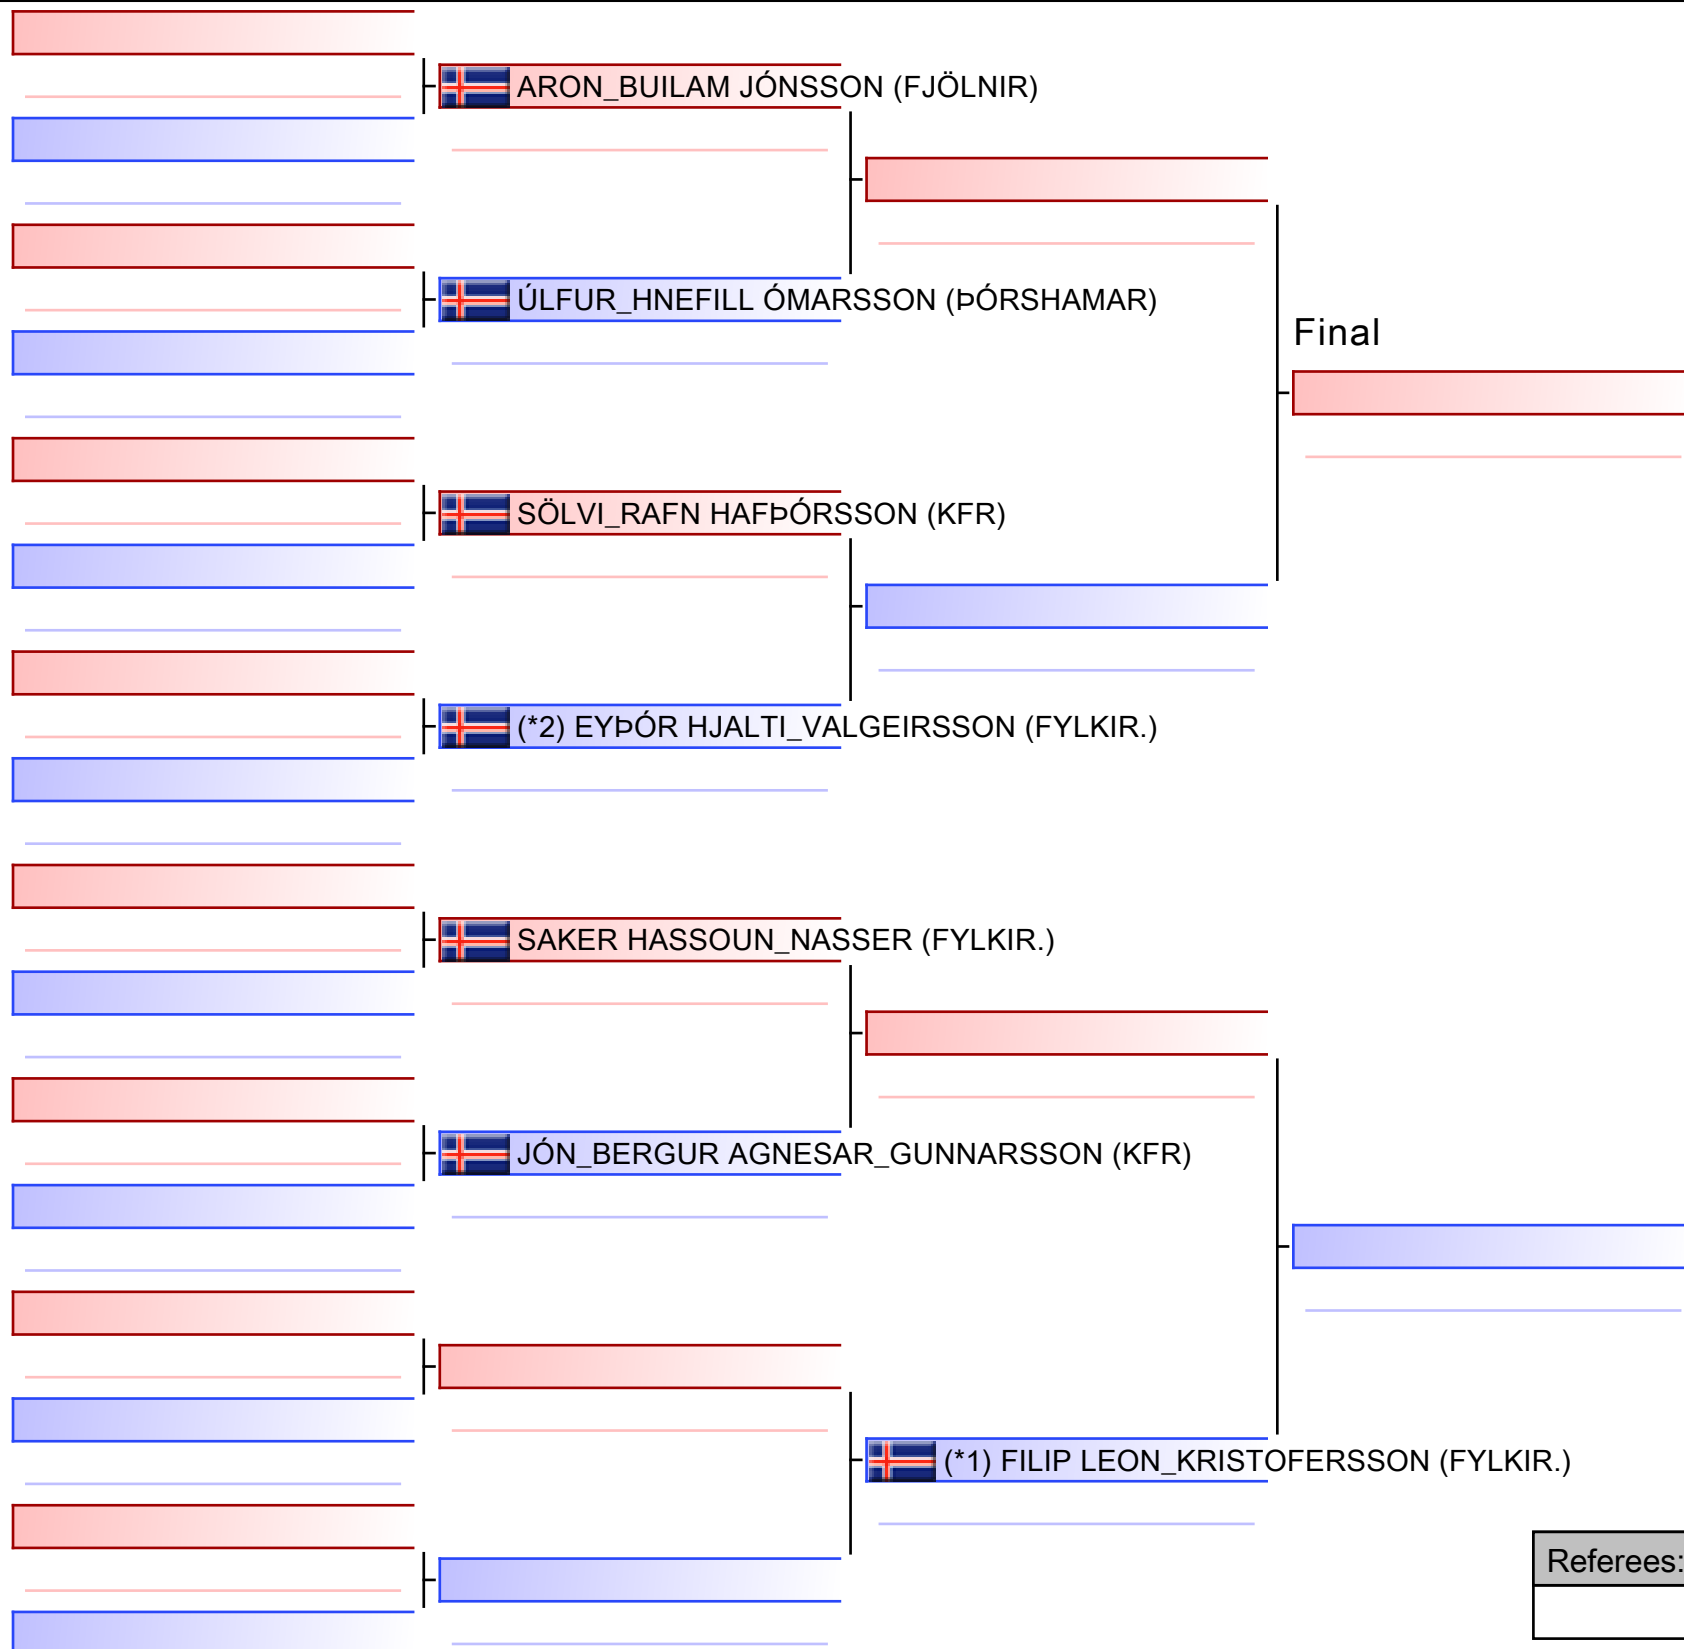 ARON_BUILAM JÓNSSON (FJÖLNIR)
ÚLFUR_HNEFILL ÓMARSSON (ÞÓRSHAMAR)
Final
SÖLVI_RAFN HAFÞÓRSSON (KFR)
(*2) EYÞÓR HJALTI_VALGEIRSSON (FYLKIR.)
SAKER HASSOUN_NASSER (FYLKIR.)
JÓN_BERGUR AGNESAR_GUNNARSSON (KFR)
(*1) FILIP LEON_KRISTOFERSSON (FYLKIR.)
Referees: